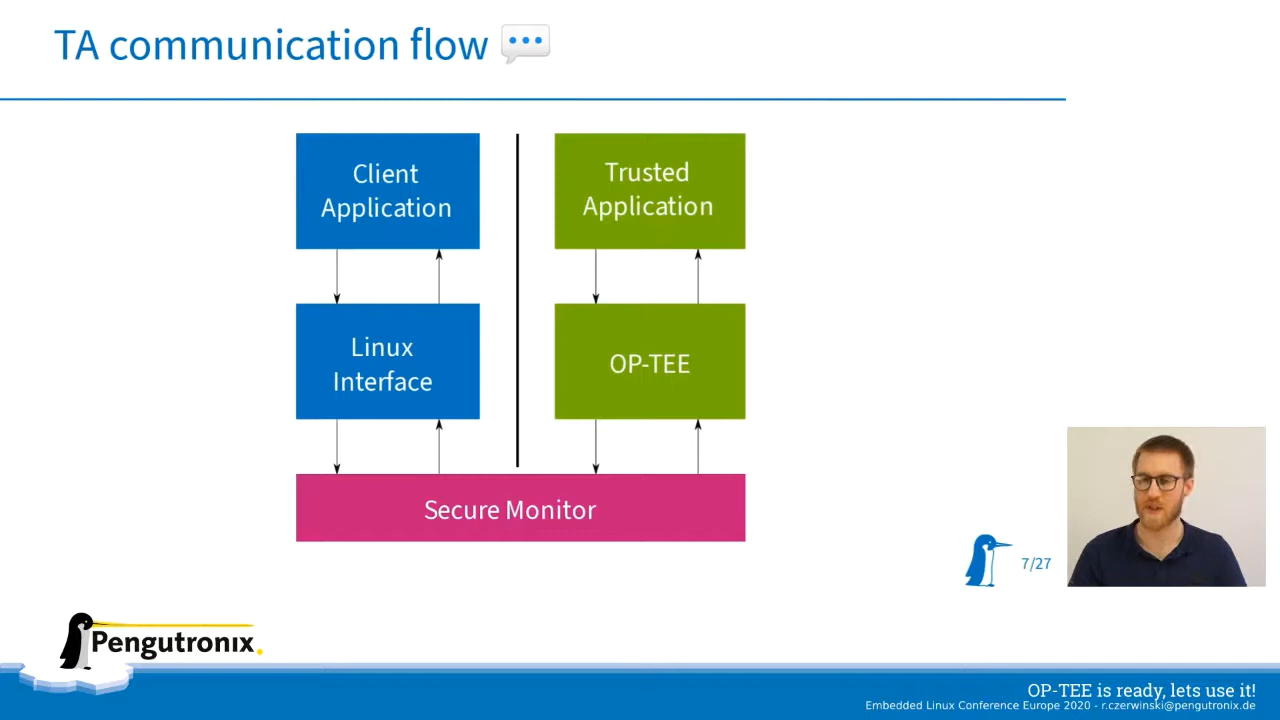 TA communication flow
Client
Application
Trusted
Application
Linux
Interface
OP-TEE
Secure Monitor
7/27
Pengutronix
OP-TEE is ready, lets use it!
Embedded Linux Conference Europe 2020 - r.czerwinski@pengutronix.de